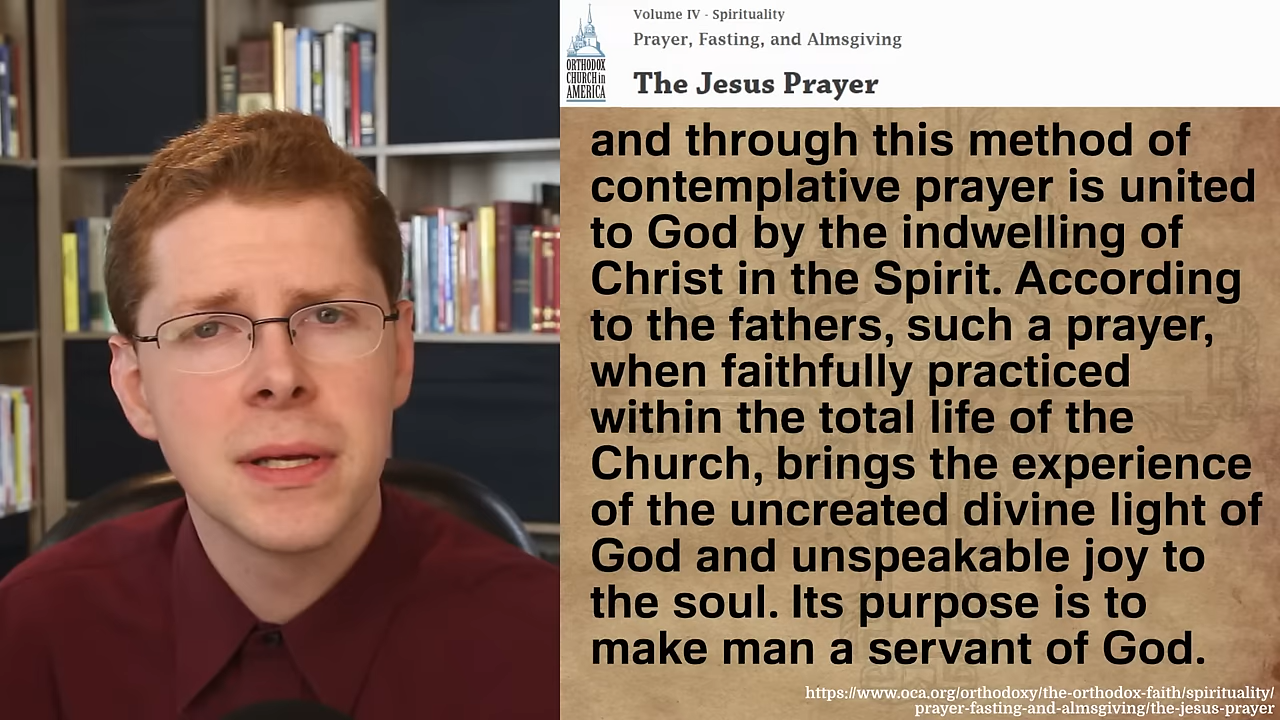 Volume IV - Spirituality
Prayer, Fasting, and Almsgiving
ORTHODOX
CHURCH in
AMERICA
The Jesus Prayer
and through this method of
contemplative prayer is united
to God by the indwelling of
Christ in the Spirit. According
to the fathers, such a prayer,
when faithfully practiced
within the total life of the
Church, brings the experience
of the uncreated divine light of
God and unspeakable joy to
the soul. Its purpose is to
make man a servant of God.
https://www.oca.org/orthodoxy/the-orthodox-faith/spirituality/
prayer-fasting-and-almsgiving/the-jesus-prayer